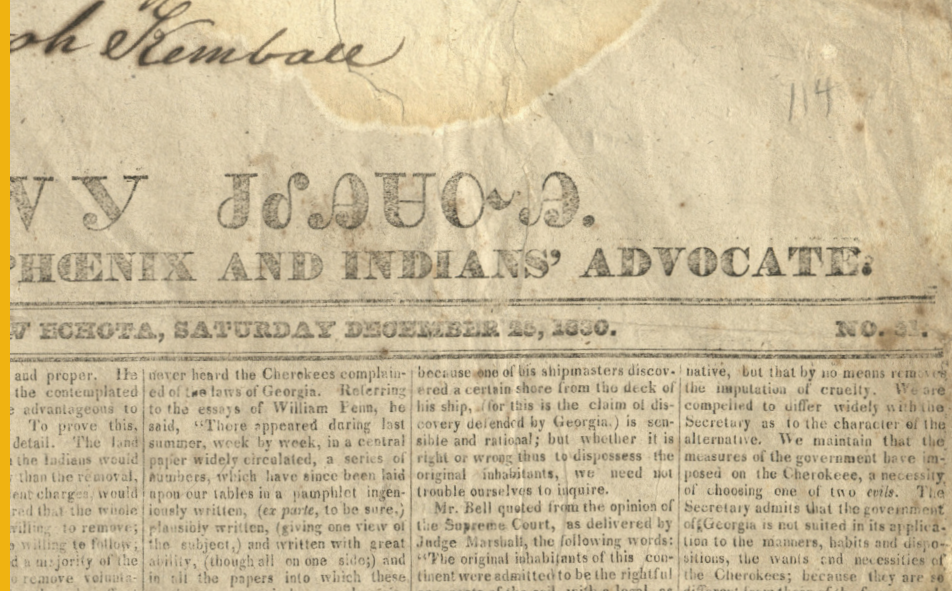 Kemball
114
ᏙᎩ ᏧᎴᎯᏌᏅᎯ.
PHŒNIX AND INDIANS' ADVOCATE.
ECHOTA, SATURDAY DECEMBER 25, 1830.
NO.
and proper. He
the contemplated
advantageous to
To prove this,
detail. The land
the Indians would
than the removal,
charges would
that the whole
willing to remove;
willing to follow;
a majority of the
remove
never heard the Cherokees complain-
ed of the laws of Georgia. Referring
to the essays of William Penn, he
said, "There appeared during last
summer, week by week, in a central
paper widely circulated, a series of
numbers, which have since been laid
upon our tables in a pamphlet ingen-
iously written, (ex parte, to be sure,)
plausibly written, (giving one view of
the subject,) and written with great
ability, (though all on one side;) and
in all the papers into which these
because one of his shipmasters discov-
ered a certain shore from the deck of
his ship, (for this is the claim of dis-
covery defended by Georgia.) is sen-
sible and rational; but whether it is
right or wrong thus to dispossess the
original inhabitants, we need not
trouble ourselves to inquire.
Mr. Bell quoted from the opinion of
the Supreme Court, as delivered by
Judge Marshall, the following words:
"The original inhabitants of this con-
tinent were admitted to be the rightful
native, but that by no means removes
the imputation of cruelty. We are
compelled to differ widely with the
Secretary as to the character of the
alternative. We maintain that the
measures of the government have im-
posed on the Cherokeee, a necessity
of choosing one of two evils. The
Secretary admits that the government
of Georgia is not suited in its applica-
tion to the manners, habits and dispo-
sitions, the wants and necessities of
the Cherokees; because they are so